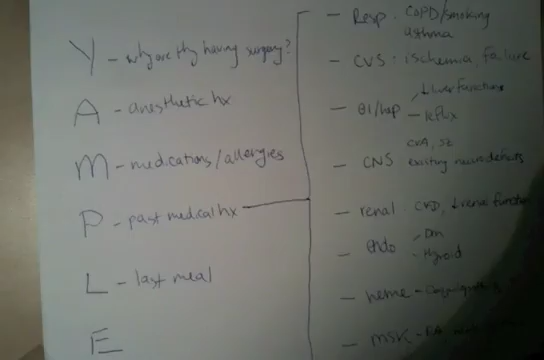 Y - why are they having surgery?
A - anesthetic hx
M - medications/allergies
P - past medical hx
L - last meal
E
- Resp : COPD/smoking
asthma
- CVS : ischemia, failure
- GI/hep - ↓liver function
- reflux
- CNS CVA, SZ
existing neuro deficits
- renal CKD, ↓renal function
- endo - DM
- thyroid
- heme -
- MSK - RA